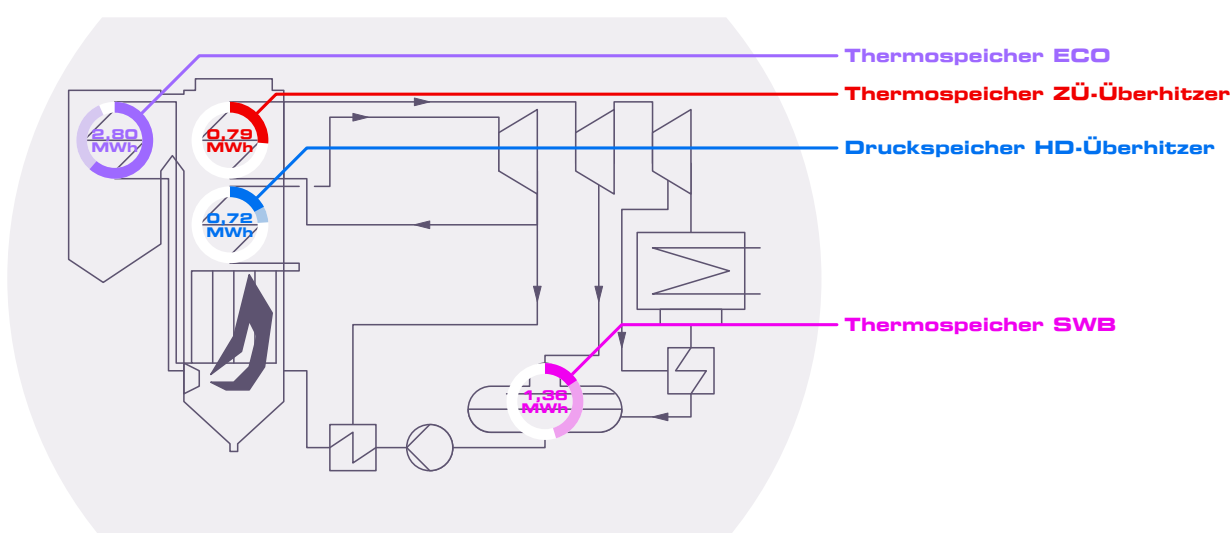 Thermospeicher ECO
Thermospeicher ZÜ-Überhitzer
Druckspeicher HD-Überhitzer
2,80
MWh
0,79
MWh
0,72
MWh
Thermospeicher SWB
1,36
MWh